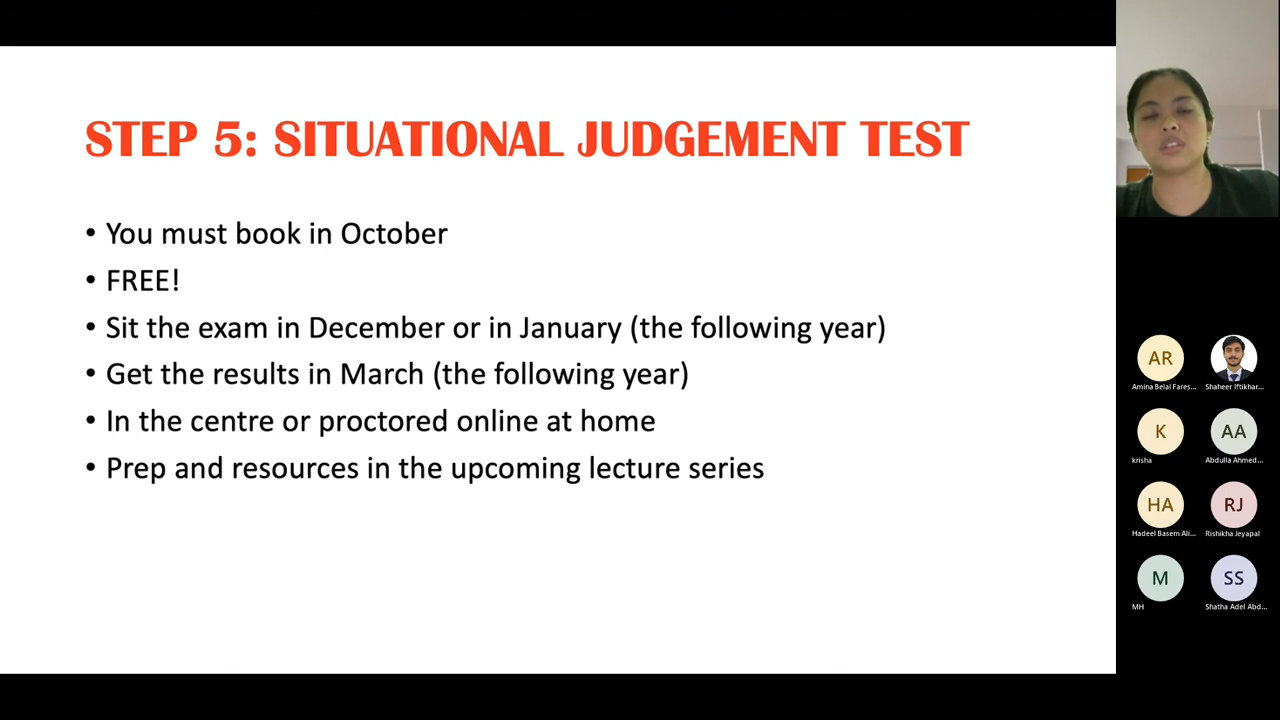 STEP 5: SITUATIONAL JUDGEMENT TEST
• You must book in October
• FREE!
• Sit the exam in December or in January (the following year)
• Get the results in March (the following year)
• In the centre or proctored online at home
• Prep and resources in the upcoming lecture series
AR
Amina Belal Fares...
Shaheer Iftikhar...
K
AA
krisha
Abdulla Ahmed...
HA
RJ
Hadeel Basem Ali...
Rishikha Jeyapal
M
SS
MH
Shatha Adel Abd...